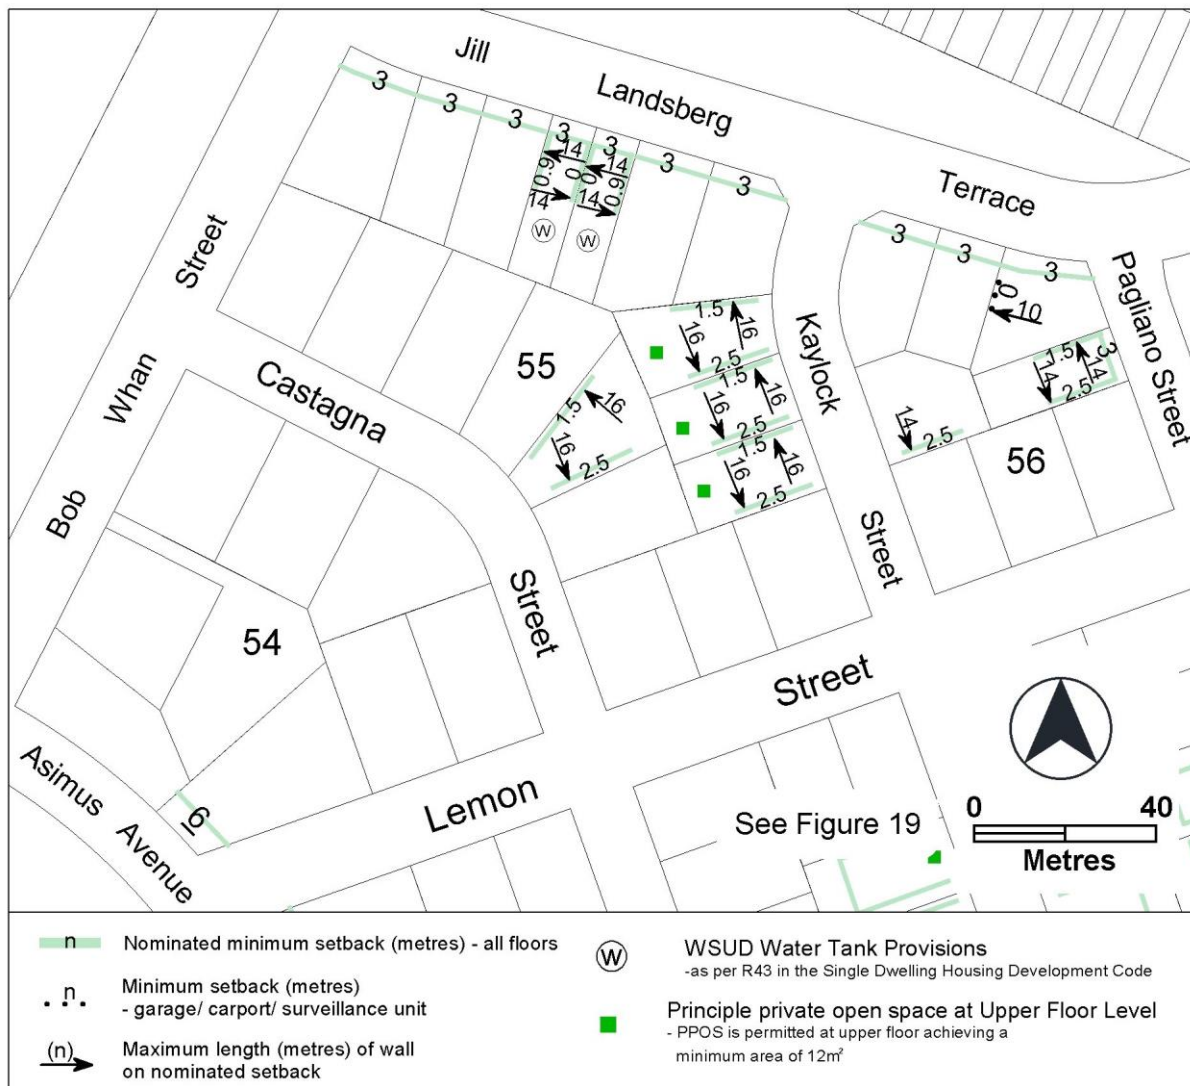 Jill Landsberg Terrace
3
3
3
3
3
3
3
14
0.9
0
14
14
0
0.9
14
W
W
3
3
3
0
10
Pagliano Street
1.5
3
14
14
2.5
Bob Whan Street
Castagna Street
55
1.5
16
16
2.5
1.5
16
16
2.5
1.5
16
16
2.5
1.5
16
16
2.5
Kaylock Street
14
2.5
56
54
Lemon Street
Asimus Avenue
6
See Figure 19
0 40
Metres
n Nominated minimum setback (metres) - all floors
n Minimum setback (metres)
- garage/ carport/ surveillance unit
(n) Maximum length (metres) of wall
on nominated setback
W WSUD Water Tank Provisions
-as per R43 in the Single Dwelling Housing Development Code
Principle private open space at Upper Floor Level
- PPOS is permitted at upper floor achieving a
minimum area of 12m²